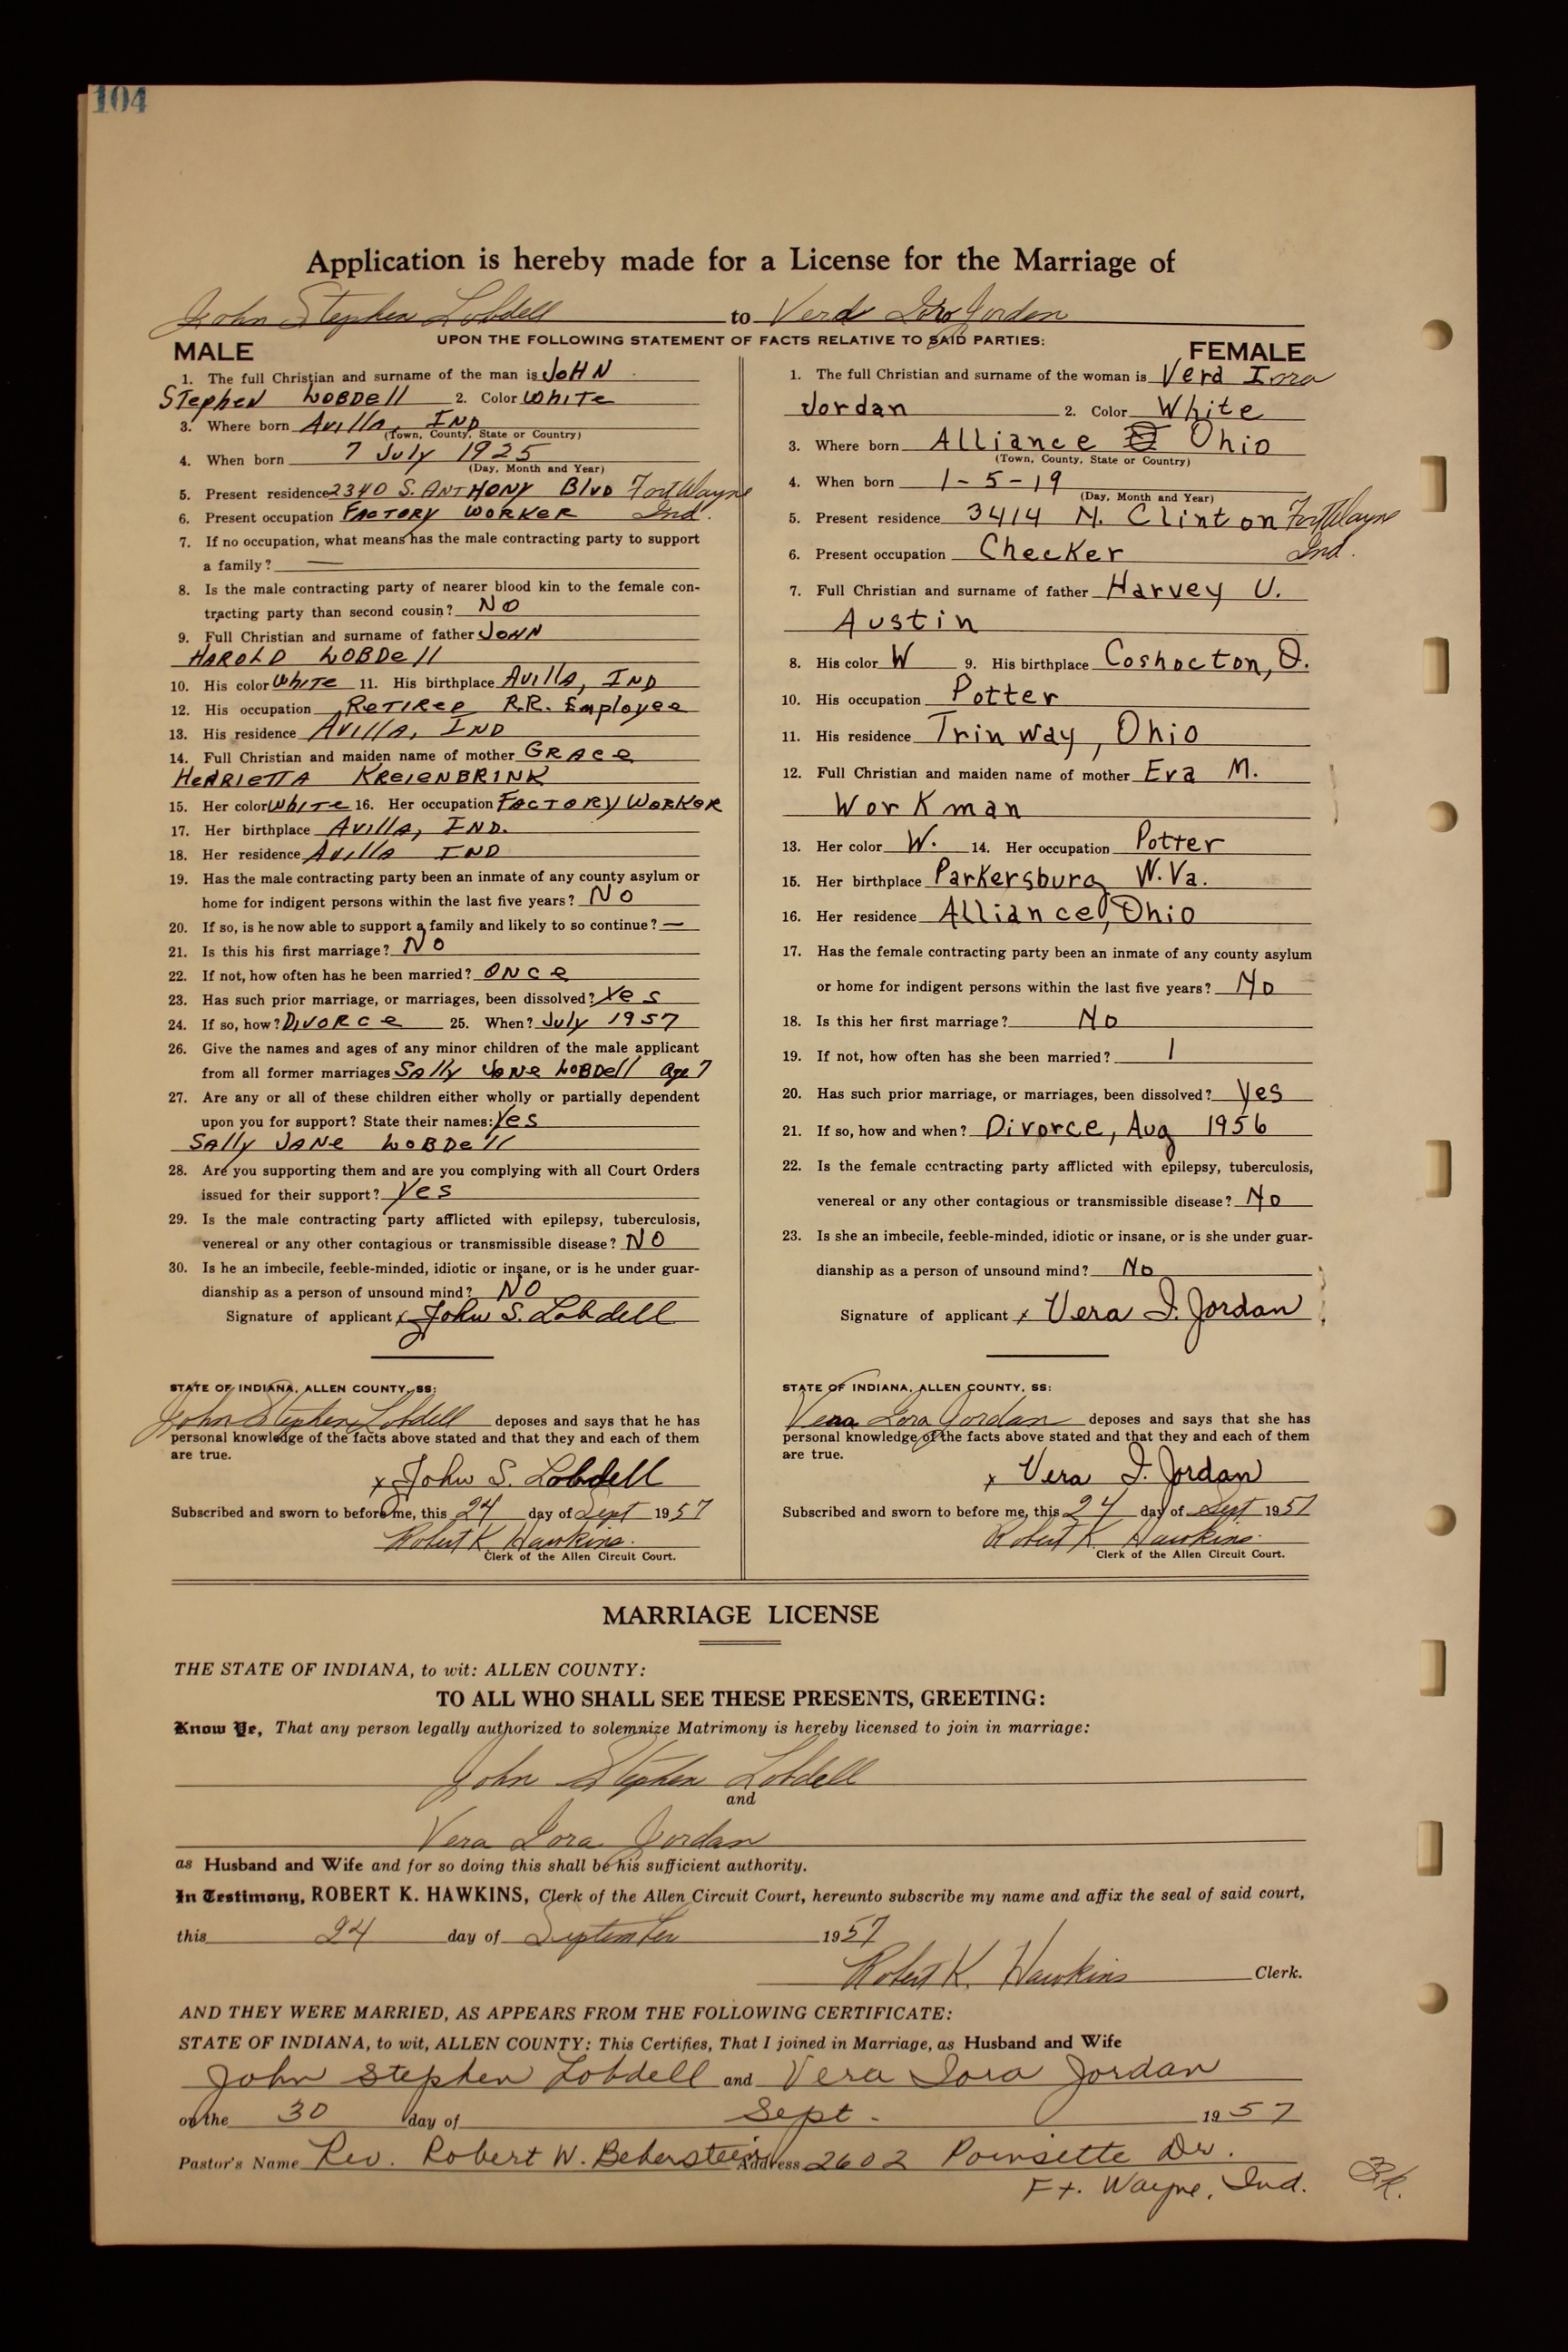 104
Application is hereby made for a License for the Marriage of
John Stephen Lobdell to Vera Iora Jordan
UPON THE FOLLOWING STATEMENT OF FACTS RELATIVE TO SAID PARTIES:
MALE
1. The full Christian and surname of the man is JOHN
Stephen LOBDell 2. Color WHITe
3. Where born Avilla, IND
(Town, County, State or Country)
4. When born 7 July 1925
(Day, Month and Year)
5. Present residence 2340 S. ANTHONY Blvd Fort Wayne
6. Present occupation FACTORY WORKER Ind.
7. If no occupation, what means has the male contracting party to support
a family? —
8. Is the male contracting party of nearer blood kin to the female con-
tracting party than second cousin? NO
9. Full Christian and surname of father JOHN
HAROLD LOBDell
10. His color WHITe 11. His birthplace Avilla, IND
12. His occupation ReTIRed R.R. Employee
13. His residence Avilla, IND
14. Full Christian and maiden name of mother GRACe
HeNRIETTA KREIENBRINK
15. Her color WHITe 16. Her occupation FACTORY WORKeR
17. Her birthplace Avilla, IND.
18. Her residence Avilla IND
19. Has the male contracting party been an inmate of any county asylum or
home for indigent persons within the last five years? NO
20. If so, is he now able to support a family and likely to so continue? —
21. Is this his first marriage? NO
22. If not, how often has he been married? ONCe
23. Has such prior marriage, or marriages, been dissolved? Yes
24. If so, how? DIVORCe 25. When? July 1957
26. Give the names and ages of any minor children of the male applicant
from all former marriages Sally JANe LOBDell Age 7
27. Are any or all of these children either wholly or partially dependent
upon you for support? State their names: Yes
Sally JANe LOBDell
28. Are you supporting them and are you complying with all Court Orders
issued for their support? Yes
29. Is the male contracting party afflicted with epilepsy, tuberculosis,
venereal or any other contagious or transmissible disease? NO
30. Is he an imbecile, feeble-minded, idiotic or insane, or is he under guar-
dianship as a person of unsound mind? NO
Signature of applicant x John S. Lobdell
STATE OF INDIANA, ALLEN COUNTY, SS:
John Stephen Lobdell deposes and says that he has
personal knowledge of the facts above stated and that they and each of them
are true.
x John S. Lobdell
Subscribed and sworn to before me, this 24 day of Sept 1957
Robert K. Hawkins.
Clerk of the Allen Circuit Court.
FEMALE
1. The full Christian and surname of the woman is Vera Iora
Jordan 2. Color White
3. Where born Alliance Ohio
(Town, County, State or Country)
4. When born 1-5-19
(Day, Month and Year)
5. Present residence 3414 N. Clinton Fort Wayne
6. Present occupation Checker Ind.
7. Full Christian and surname of father Harvey U.
Austin
8. His color W 9. His birthplace Coshocton, O.
10. His occupation Potter
11. His residence Trinway, Ohio
12. Full Christian and maiden name of mother Eva M.
Workman
13. Her color W. 14. Her occupation Potter
15. Her birthplace Parkersburg W.Va.
16. Her residence Alliance, Ohio
17. Has the female contracting party been an inmate of any county asylum
or home for indigent persons within the last five years? No
18. Is this her first marriage? No
19. If not, how often has she been married? 1
20. Has such prior marriage, or marriages, been dissolved? Yes
21. If so, how and when? Divorce, Aug 1956
22. Is the female contracting party afflicted with epilepsy, tuberculosis,
venereal or any other contagious or transmissible disease? No
23. Is she an imbecile, feeble-minded, idiotic or insane, or is she under guar-
dianship as a person of unsound mind? No
Signature of applicant x Vera I. Jordan
STATE OF INDIANA, ALLEN COUNTY, SS:
Vera Iora Jordan deposes and says that she has
personal knowledge of the facts above stated and that they and each of them
are true.
x Vera I. Jordan
Subscribed and sworn to before me, this 24 day of Sept 1957
Robert K. Hawkins.
Clerk of the Allen Circuit Court.
MARRIAGE LICENSE
THE STATE OF INDIANA, to wit: ALLEN COUNTY:
TO ALL WHO SHALL SEE THESE PRESENTS, GREETING:
Know Ye, That any person legally authorized to solemnize Matrimony is hereby licensed to join in marriage:
John Stephen Lobdell
and
Vera Iora Jordan
as Husband and Wife and for so doing this shall be his sufficient authority.
In Testimony, ROBERT K. HAWKINS, Clerk of the Allen Circuit Court, hereunto subscribe my name and affix the seal of said court,
this 24 day of September 1957
Robert K. Hawkins Clerk.
AND THEY WERE MARRIED, AS APPEARS FROM THE FOLLOWING CERTIFICATE:
STATE OF INDIANA, to wit, ALLEN COUNTY: This Certifies, That I joined in Marriage, as Husband and Wife
John Stephen Lobdell and Vera Iora Jordan
on the 30 day of Sept. 1957
Pastor's Name Rev. Robert W. Beberstein Address 2602 Poinsette Dr.
Ft. Wayne, Ind.